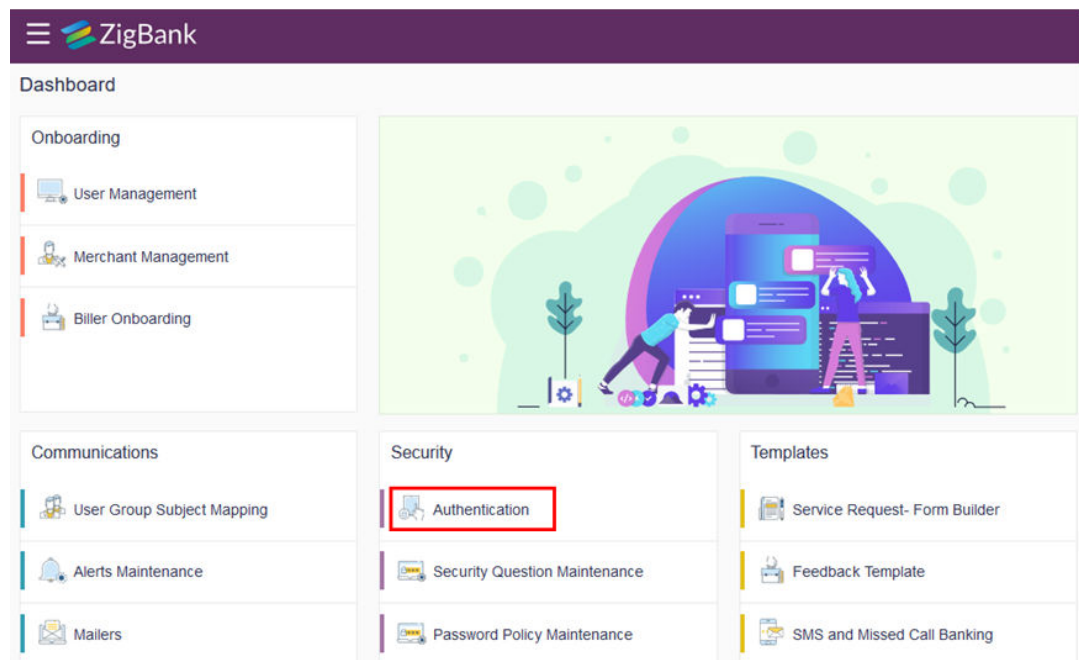 ZigBank
Dashboard
Onboarding
User Management
Merchant Management
Biller Onboarding
Communications
User Group Subject Mapping
Alerts Maintenance
Mailers
Security
Authentication
Security Question Maintenance
Password Policy Maintenance
Templates
Service Request- Form Builder
Feedback Template
SMS and Missed Call Banking